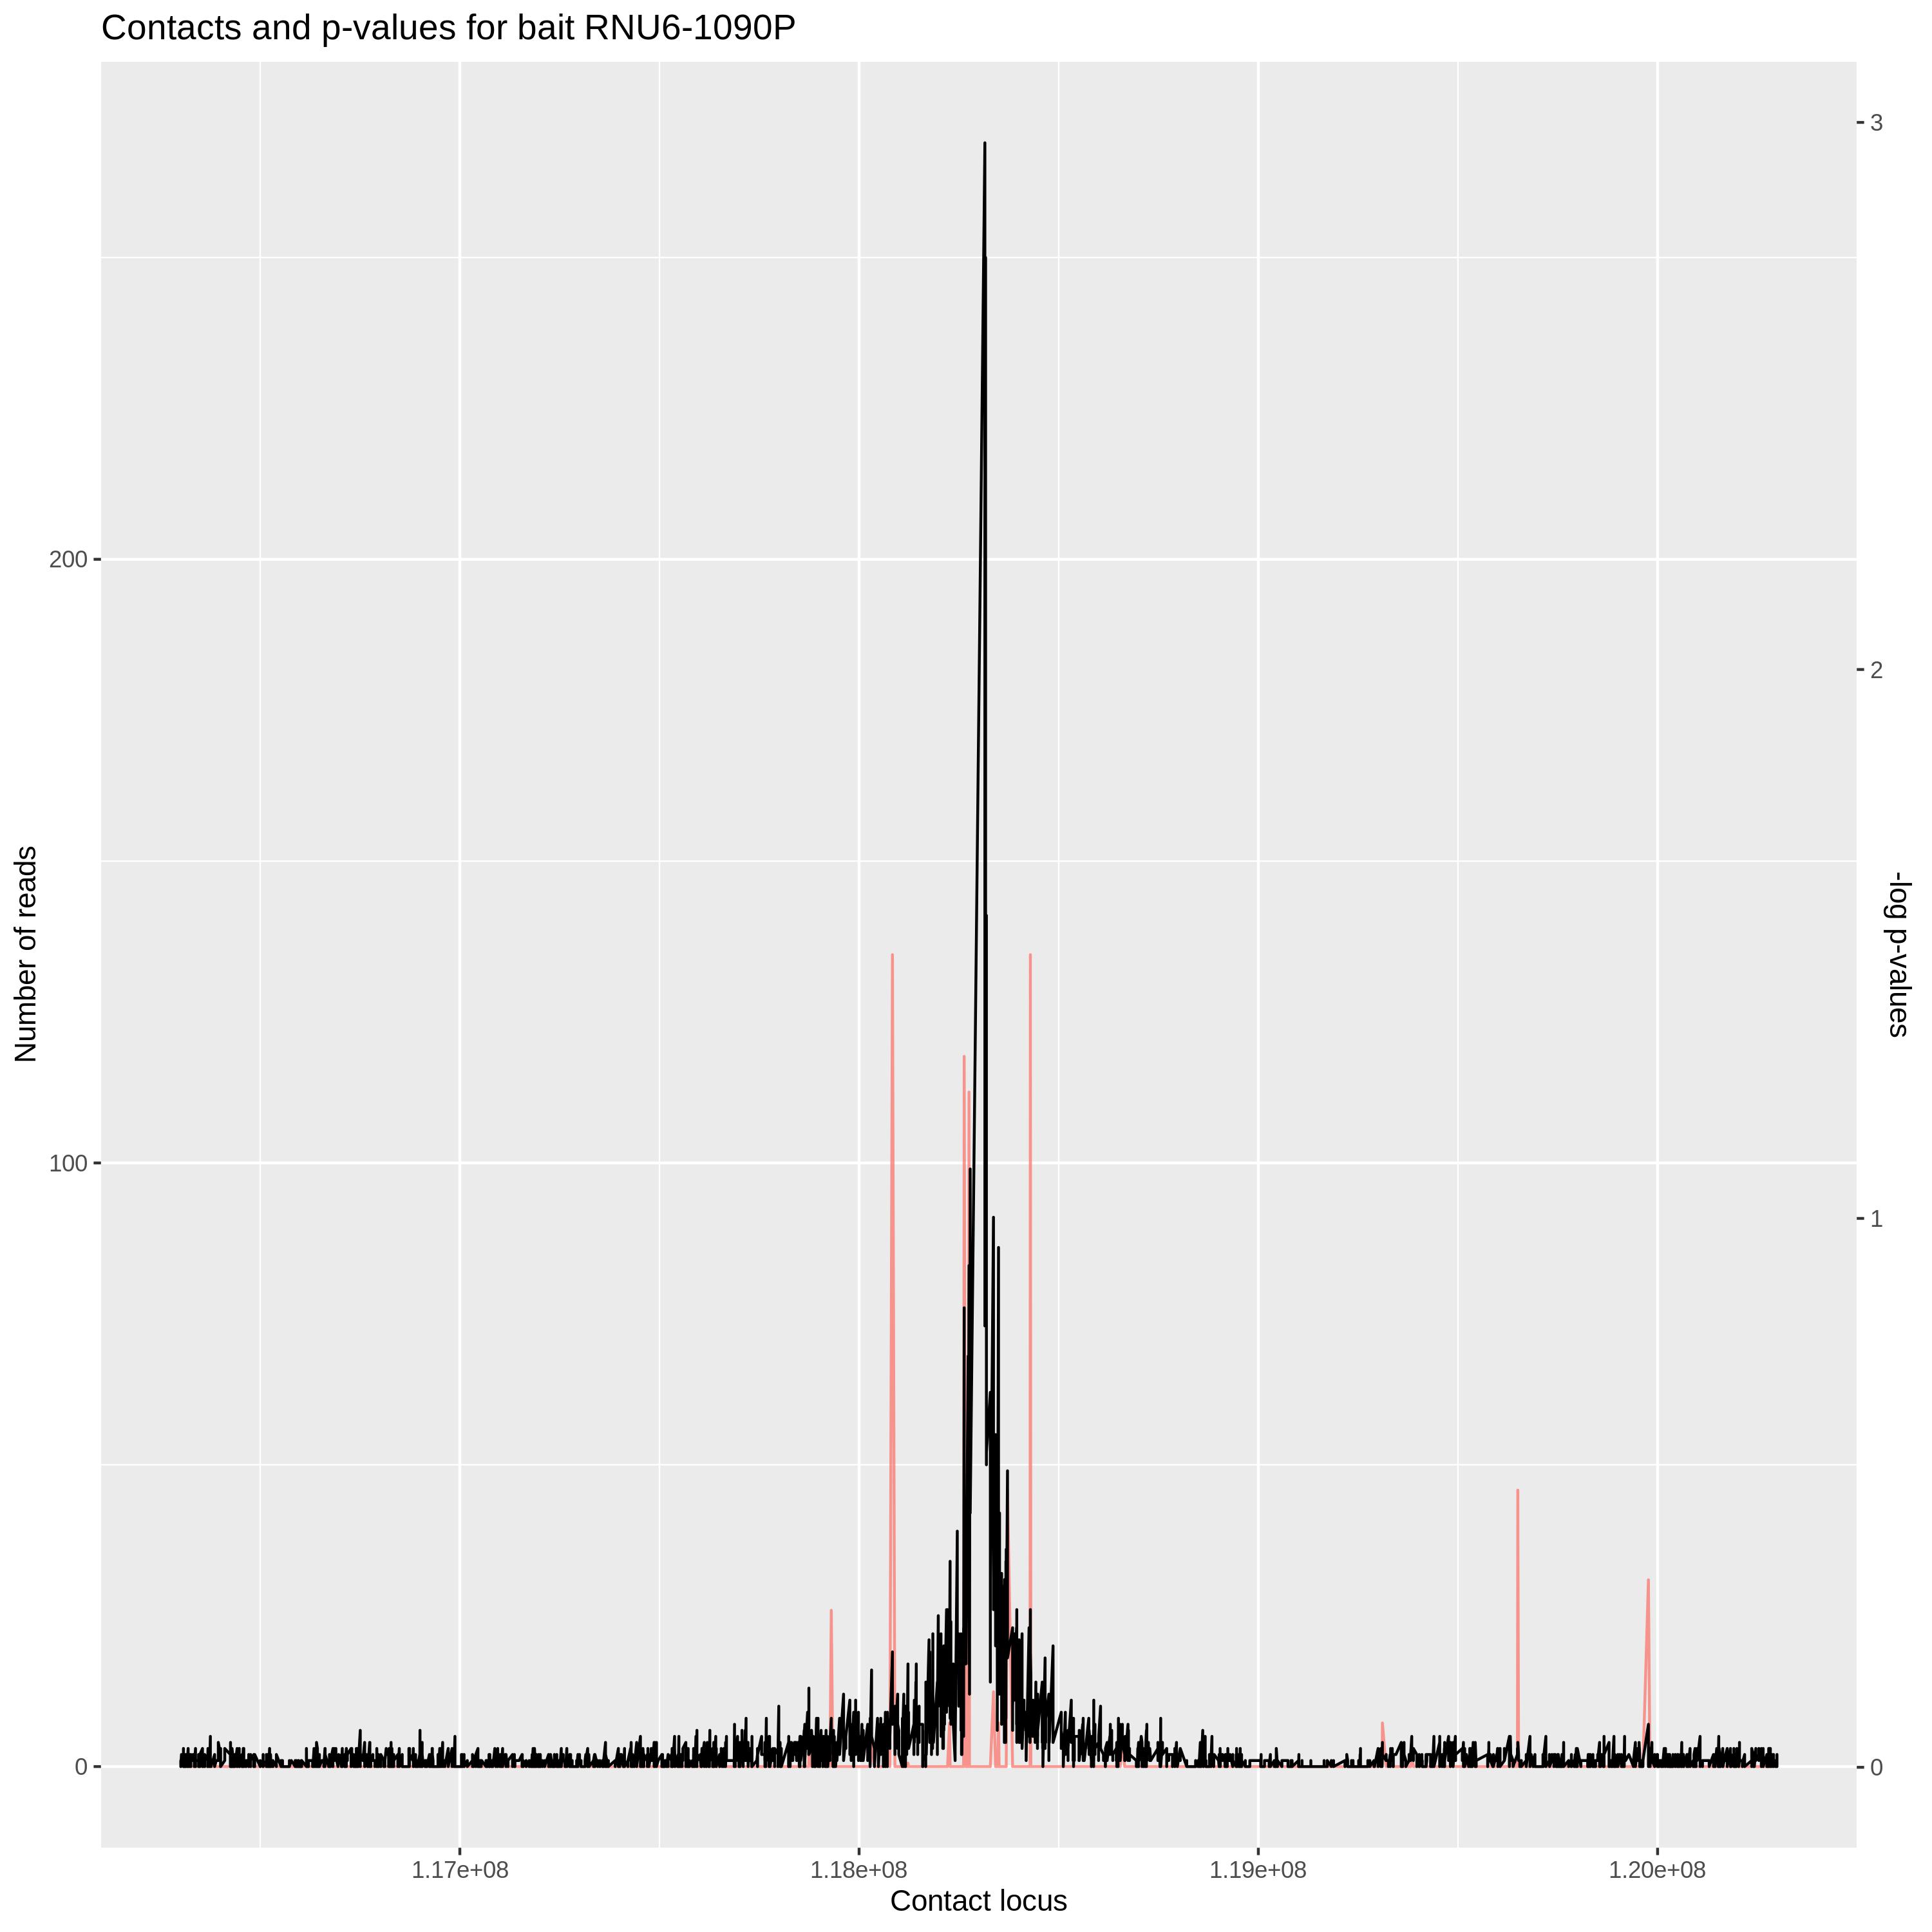 Contacts and p-values for bait RNU6-1090P
3
200
2
Number of reads
-log p-values
100
1
0
0
1.17e+08
1.18e+08
1.19e+08
1.20e+08
Contact locus